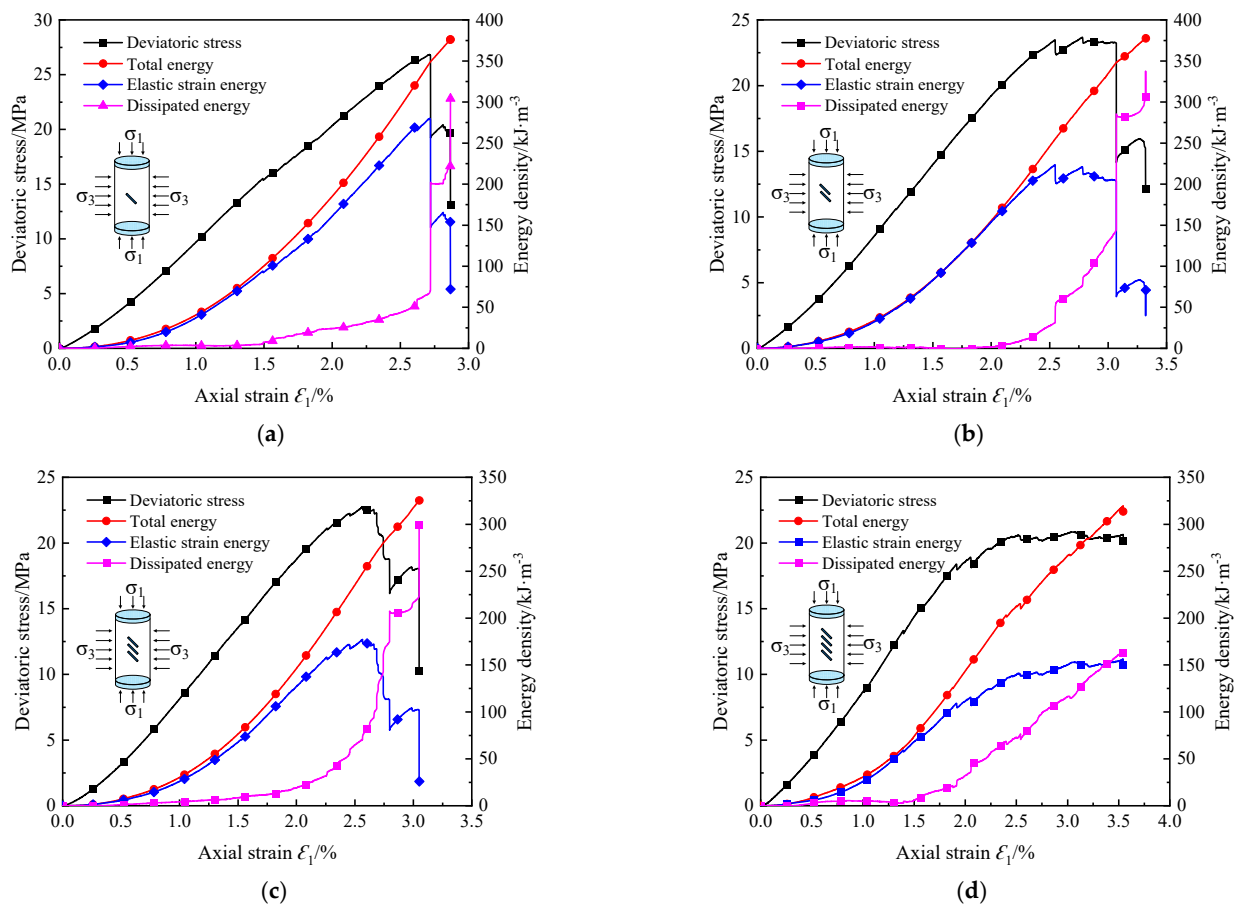 30
25
20
15
10
5
0
Deviatoric stress/MPa
Deviatoric stress
Total energy
Elastic strain energy
Dissipated energy
σ1
σ3
σ3
σ1
400
350
300
250
200
150
100
50
0
Energy density/kJ·m-3
0.0 0.5 1.0 1.5 2.0 2.5 3.0
Axial strain ε1/%
(a)
25
20
15
10
5
0
Deviatoric stress/MPa
Deviatoric stress
Total energy
Elastic strain energy
Dissipated energy
σ1
σ3
σ3
σ1
400
350
300
250
200
150
100
50
0
Energy density/kJ·m-3
0.0 0.5 1.0 1.5 2.0 2.5 3.0 3.5
Axial strain ε1/%
(b)
25
20
15
10
5
0
Deviatoric stress/MPa
Deviatoric stress
Total energy
Elastic strain energy
Dissipated energy
σ1
σ3
σ3
σ1
350
300
250
200
150
100
50
0
Energy density/kJ·m-3
0.0 0.5 1.0 1.5 2.0 2.5 3.0 3.5
Axial strain ε1/%
(c)
25
20
15
10
5
0
Deviatoric stress/MPa
Deviatoric stress
Total energy
Elastic strain energy
Dissipated energy
σ1
σ3
σ3
σ1
350
300
250
200
150
100
50
0
Energy density/kJ·m-3
0.0 0.5 1.0 1.5 2.0 2.5 3.0 3.5 4.0
Axial strain ε1/%
(d)